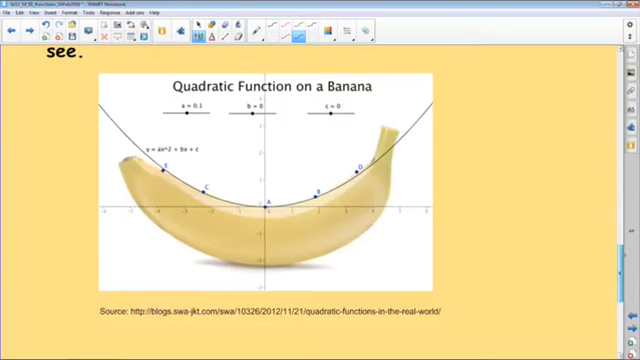 File Edit View Insert Format Tools Add-ons Response Help
see.
Quadratic Function on a Banana
a = 0.1 b = 0 c = 0
y = ax^2 + bx + c
E
D
C
B
A
Source: http://blogs.swa-jkt.com/swa/10326/2012/11/21/quadratic-functions-in-the-real-world/